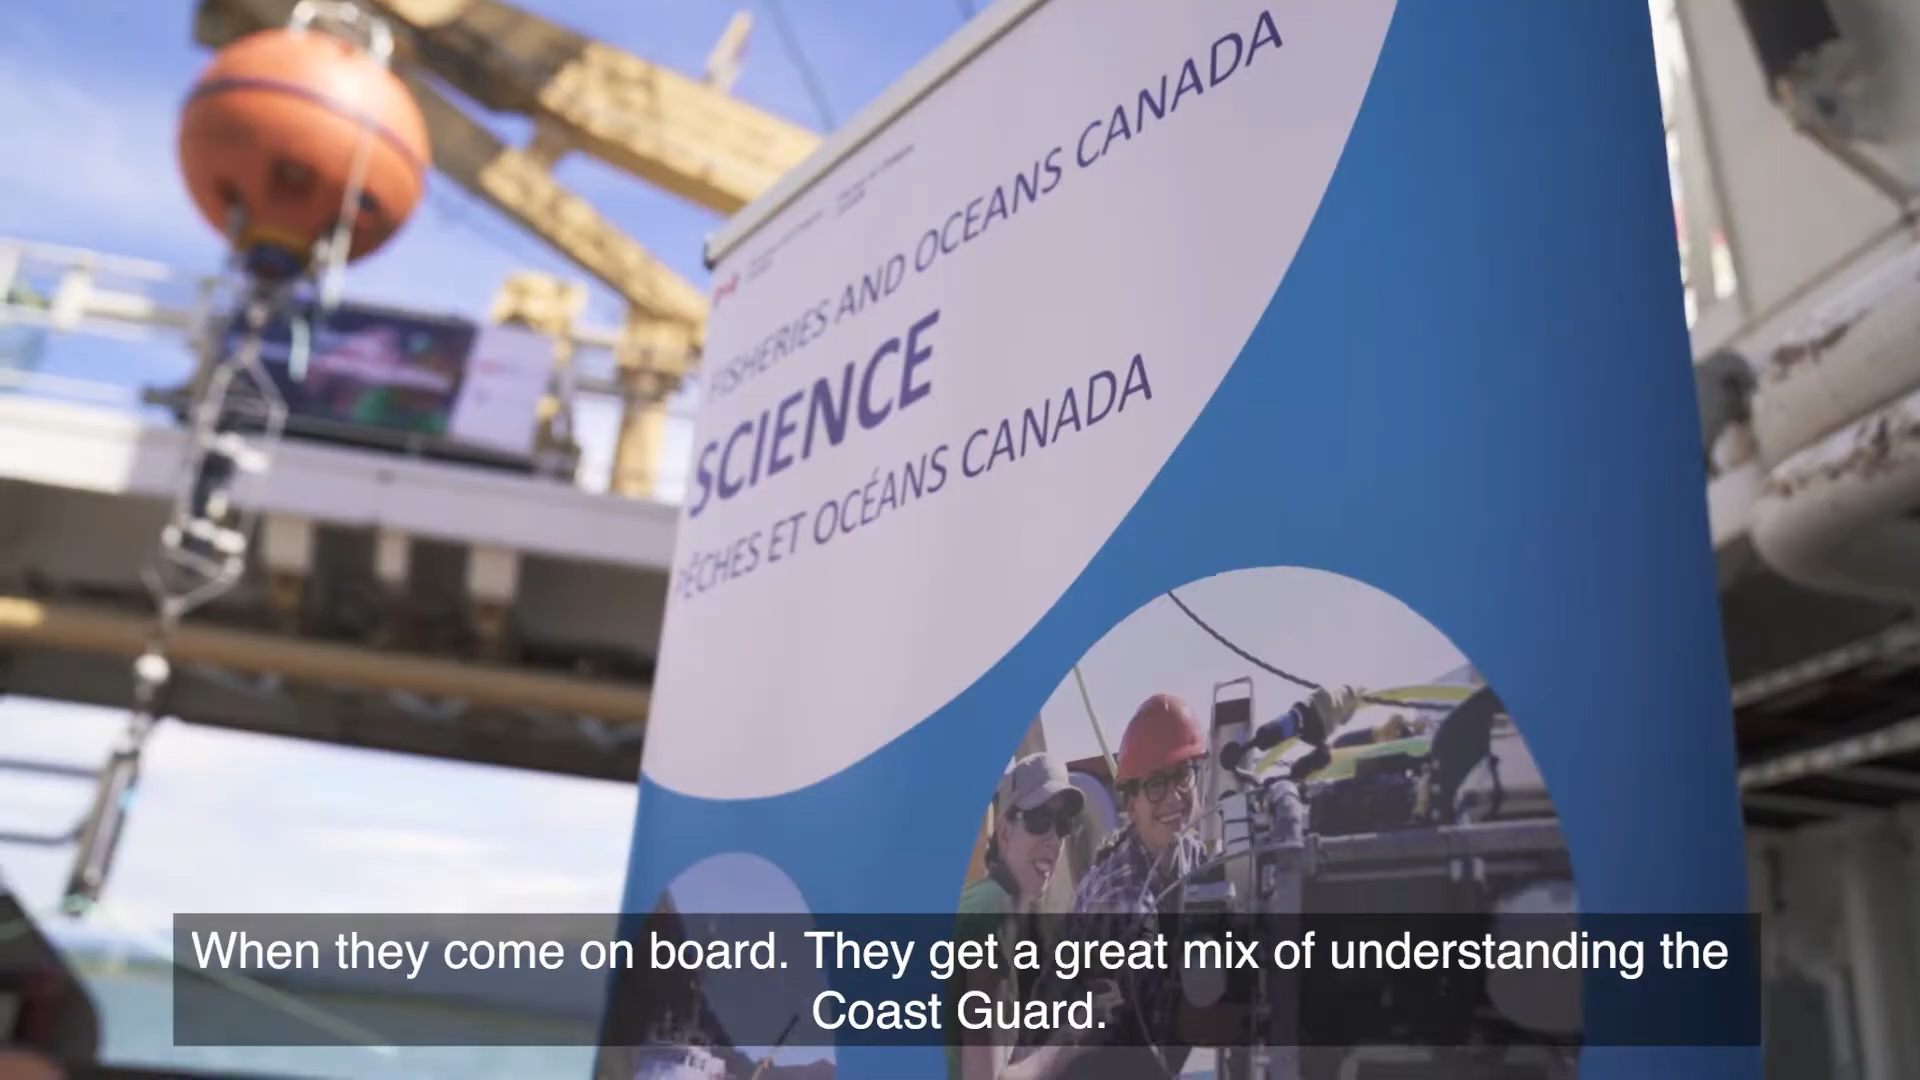 FISHERIES AND OCEANS CANADA
SCIENCE
PÊCHES ET OCÉANS CANADA
When they come on board. They get a great mix of understanding the
Coast Guard.